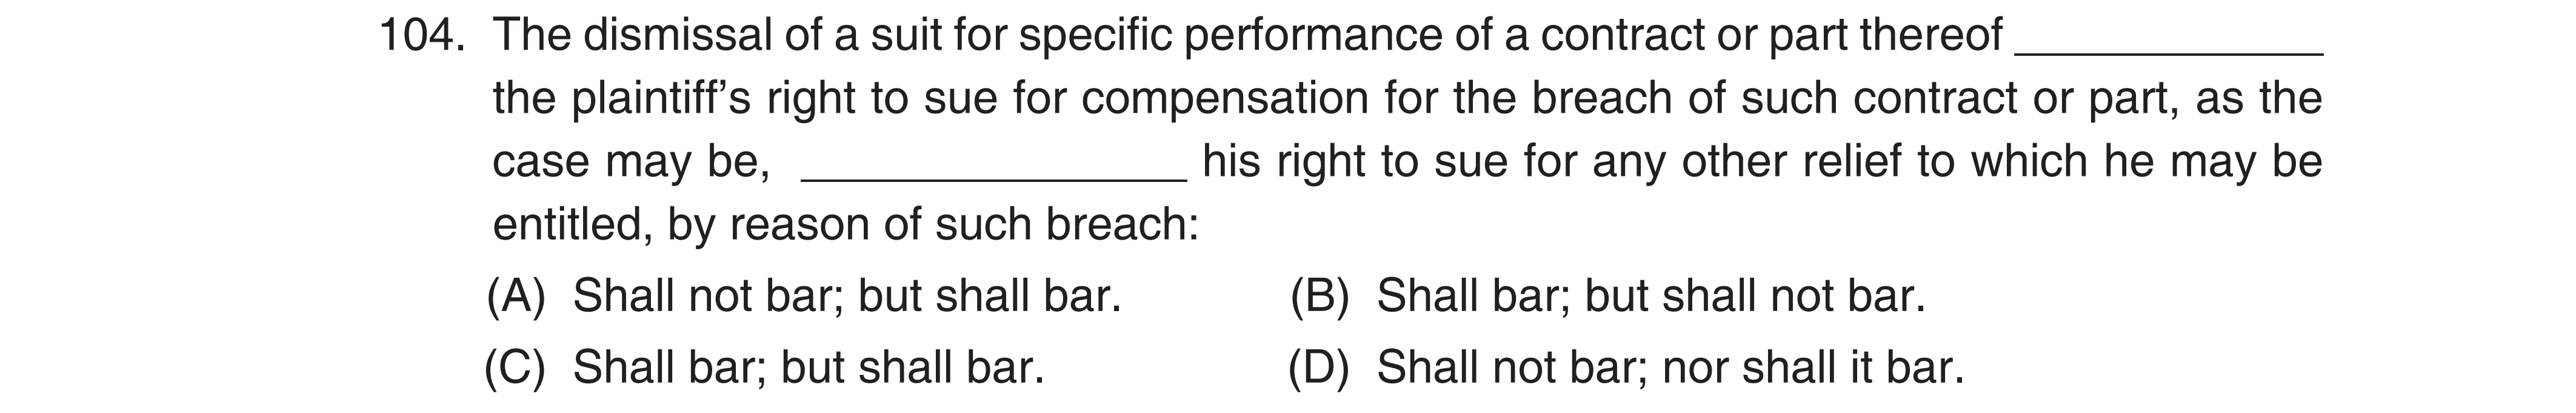 104. The dismissal of a suit for specific performance of a contract or part thereof ____________
the plaintiff’s right to sue for compensation for the breach of such contract or part, as the
case may be, _______________ his right to sue for any other relief to which he may be
entitled, by reason of such breach:
(A) Shall not bar; but shall bar. (B) Shall bar; but shall not bar.
(C) Shall bar; but shall bar. (D) Shall not bar; nor shall it bar.